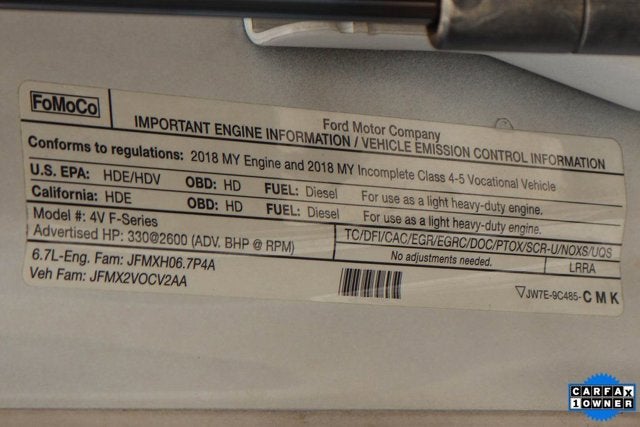 FoMoCo
Ford Motor Company
IMPORTANT ENGINE INFORMATION / VEHICLE EMISSION CONTROL INFORMATION
Conforms to regulations: 2018 MY Engine and 2018 MY Incomplete Class 4-5 Vocational Vehicle
U.S. EPA: HDE/HDV OBD: HD FUEL: Diesel For use as a light heavy-duty engine.
California: HDE OBD: HD FUEL: Diesel For use as a light heavy-duty engine.
Model #: 4V F-Series
Advertised HP: 330@2600 (ADV. BHP @ RPM)
TC/DFI/CAC/EGR/EGRC/DOC/PTOX/SCR-U/NOXS/UQS
No adjustments needed.
LRRA
6.7L-Eng. Fam: JFMXH06.7P4A
Veh Fam: JFMX2VOCV2AA
JW7E-9C485- C M K
CARFAX
1 OWNER